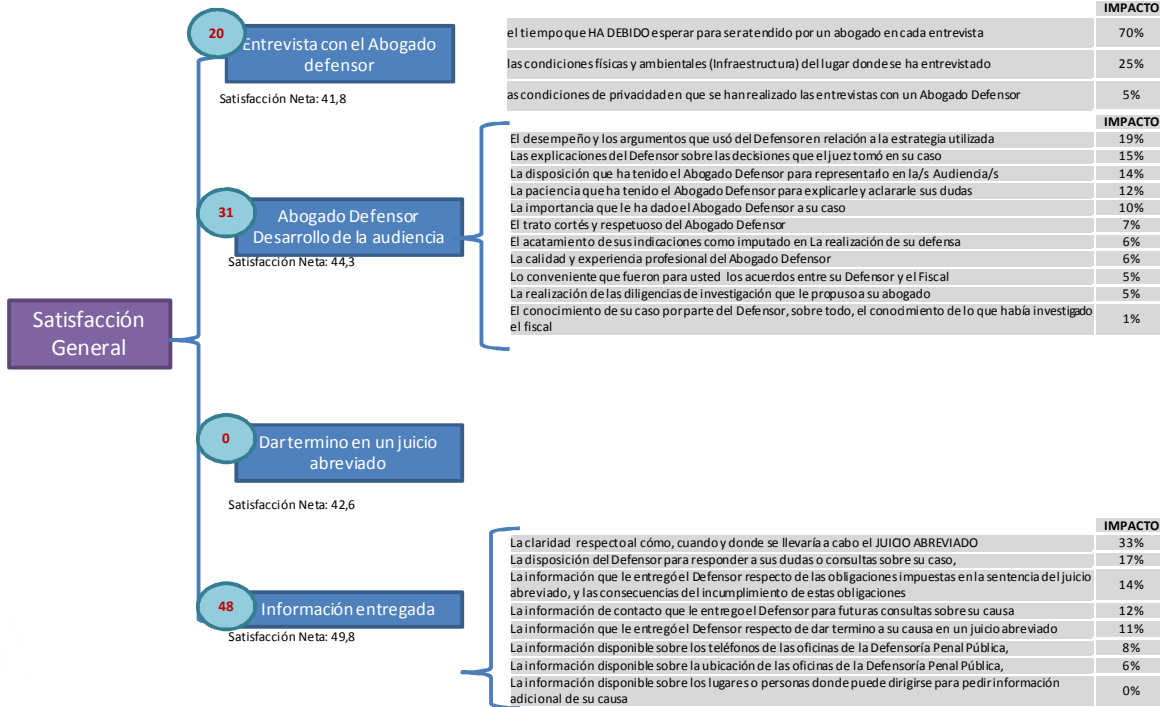 IMPACTO
20
Entrevista con el Abogado
defensor
Satisfacción Neta: 41,8
el tiempo que HA DEBIDO esperar para ser atendido por un abogado en cada entrevista 70%
las condiciones físicas y ambientales (Infraestructura) del lugar donde se ha entrevistado 25%
as condiciones de privacidad en que se han realizado las entrevistas con un Abogado Defensor 5%
IMPACTO
31
Abogado Defensor
Desarrollo de la audiencia
Satisfacción Neta: 44,3
El desempeño y los argumentos que usó del Defensor en relación a la estrategia utilizada 19%
Las explicaciones del Defensor sobre las decisiones que el juez tomó en su caso 15%
La disposición que ha tenido el Abogado Defensor para representarlo en la/s Audiencia/s 14%
La paciencia que ha tenido el Abogado Defensor para explicarle y aclararle sus dudas 12%
La importancia que le ha dado el Abogado Defensor a su caso 10%
El trato cortés y respetuoso del Abogado Defensor 7%
El acatamiento de sus indicaciones como imputado en La realización de su defensa 6%
La calidad y experiencia profesional del Abogado Defensor 6%
Lo conveniente que fueron para usted los acuerdos entre su Defensor y el Fiscal 5%
La realización de las diligencias de investigación que le propuso a su abogado 5%
El conocimiento de su caso por parte del Defensor, sobre todo, el conocimiento de lo que había investigado
el fiscal 1%
Satisfacción
General
0
Dar termino en un juicio
abreviado
Satisfacción Neta: 42,6
IMPACTO
48
Información entregada
Satisfacción Neta: 49,8
La claridad respecto al cómo, cuando y donde se llevaría a cabo el JUICIO ABREVIADO 33%
La disposición del Defensor para responder a sus dudas o consultas sobre su caso, 17%
La información que le entregó el Defensor respecto de las obligaciones impuestas en la sentencia del juicio
abreviado, y las consecuencias del incumplimiento de estas obligaciones 14%
La información de contacto que le entrego el Defensor para futuras consultas sobre su causa 12%
La información que le entregó el Defensor respecto de dar termino a su causa en un juicio abreviado 11%
La información disponible sobre los teléfonos de las oficinas de la Defensoría Penal Pública, 8%
La información disponible sobre la ubicación de las oficinas de la Defensoría Penal Pública, 6%
La información disponible sobre los lugares o personas donde puede dirigirse para pedir información
adicional de su causa 0%